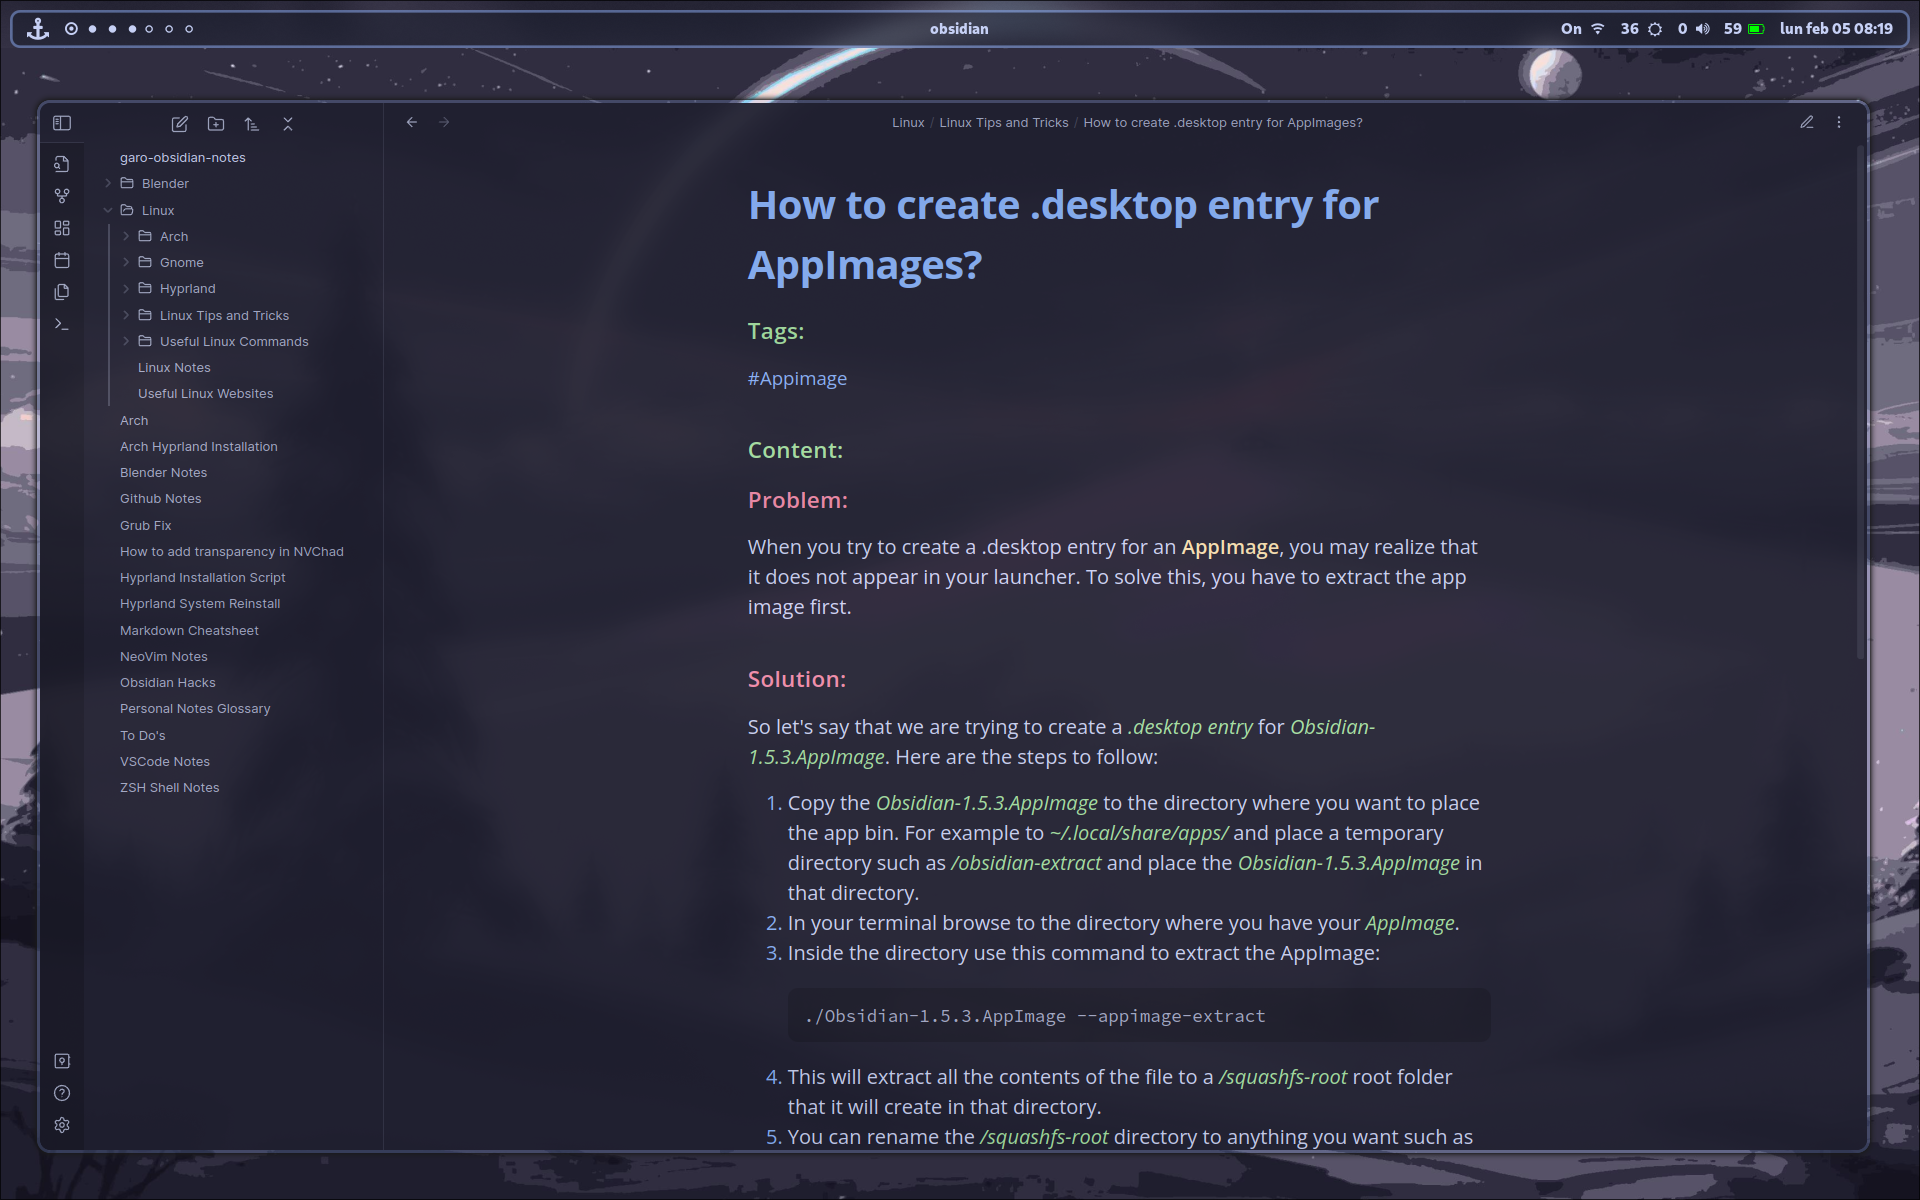 obsidian
On 36 0 59 lun feb 05 08:19
garo-obsidian-notes
Blender
Linux
Arch
Gnome
Hyprland
Linux Tips and Tricks
Useful Linux Commands
Linux Notes
Useful Linux Websites
Arch
Arch Hyprland Installation
Blender Notes
Github Notes
Grub Fix
How to add transparency in NVChad
Hyprland Installation Script
Hyprland System Reinstall
Markdown Cheatsheet
NeoVim Notes
Obsidian Hacks
Personal Notes Glossary
To Do's
VSCode Notes
ZSH Shell Notes
Linux / Linux Tips and Tricks / How to create .desktop entry for AppImages?
How to create .desktop entry for
AppImages?
Tags:
#Appimage
Content:
Problem:
When you try to create a .desktop entry for an AppImage, you may realize that
it does not appear in your launcher. To solve this, you have to extract the app
image first.
Solution:
So let's say that we are trying to create a .desktop entry for Obsidian-
1.5.3.AppImage. Here are the steps to follow:
1. Copy the Obsidian-1.5.3.AppImage to the directory where you want to place
the app bin. For example to ~/.local/share/apps/ and place a temporary
directory such as /obsidian-extract and place the Obsidian-1.5.3.AppImage in
that directory.
2. In your terminal browse to the directory where you have your AppImage.
3. Inside the directory use this command to extract the AppImage:
./Obsidian-1.5.3.AppImage --appimage-extract
4. This will extract all the contents of the file to a /squashfs-root root folder
that it will create in that directory.
5. You can rename the /squashfs-root directory to anything you want such as